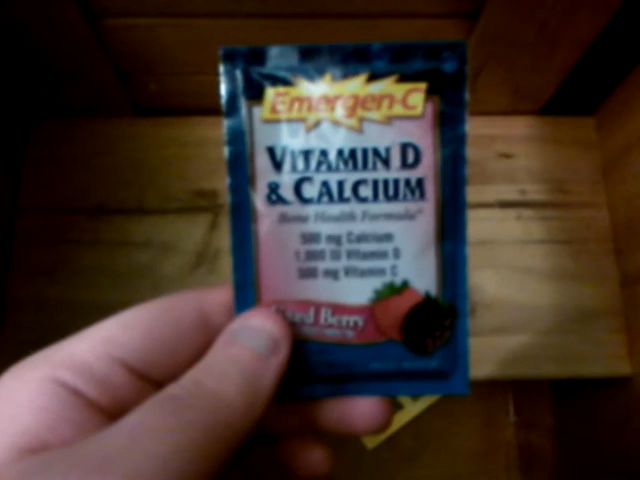 Emergen-C
VITAMIN D
& CALCIUM
Bone Health Formula
500 mg Calcium
1,000 IU Vitamin D
500 mg Vitamin C
Berry